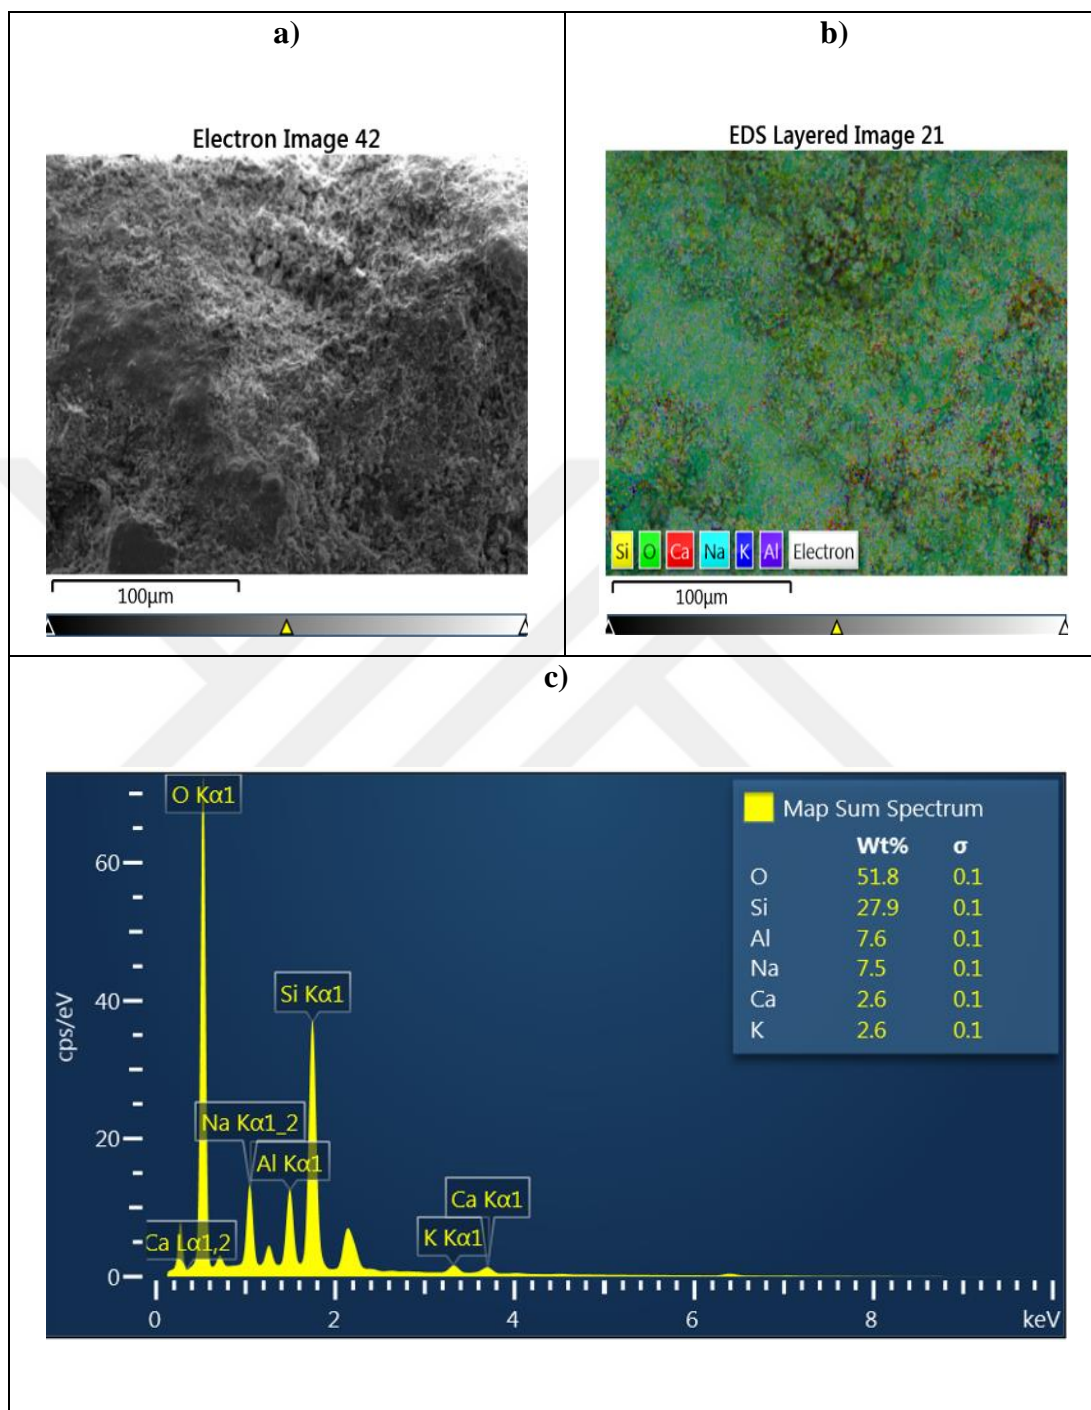 a)
b)
Electron Image 42
EDS Layered Image 21
Si O Ca Na K Al Electron
100μm
100μm
c)
O Kα1
Map Sum Spectrum
Wt% σ
O 51.8 0.1
Si 27.9 0.1
Al 7.6 0.1
Na 7.5 0.1
Ca 2.6 0.1
K 2.6 0.1
60
Si Kα1
40
cps/eV
Na Kα1_2
20
Al Kα1
Ca Kα1
K Kα1
Ca Lα1,2
0
0 2 4 6 8 keV